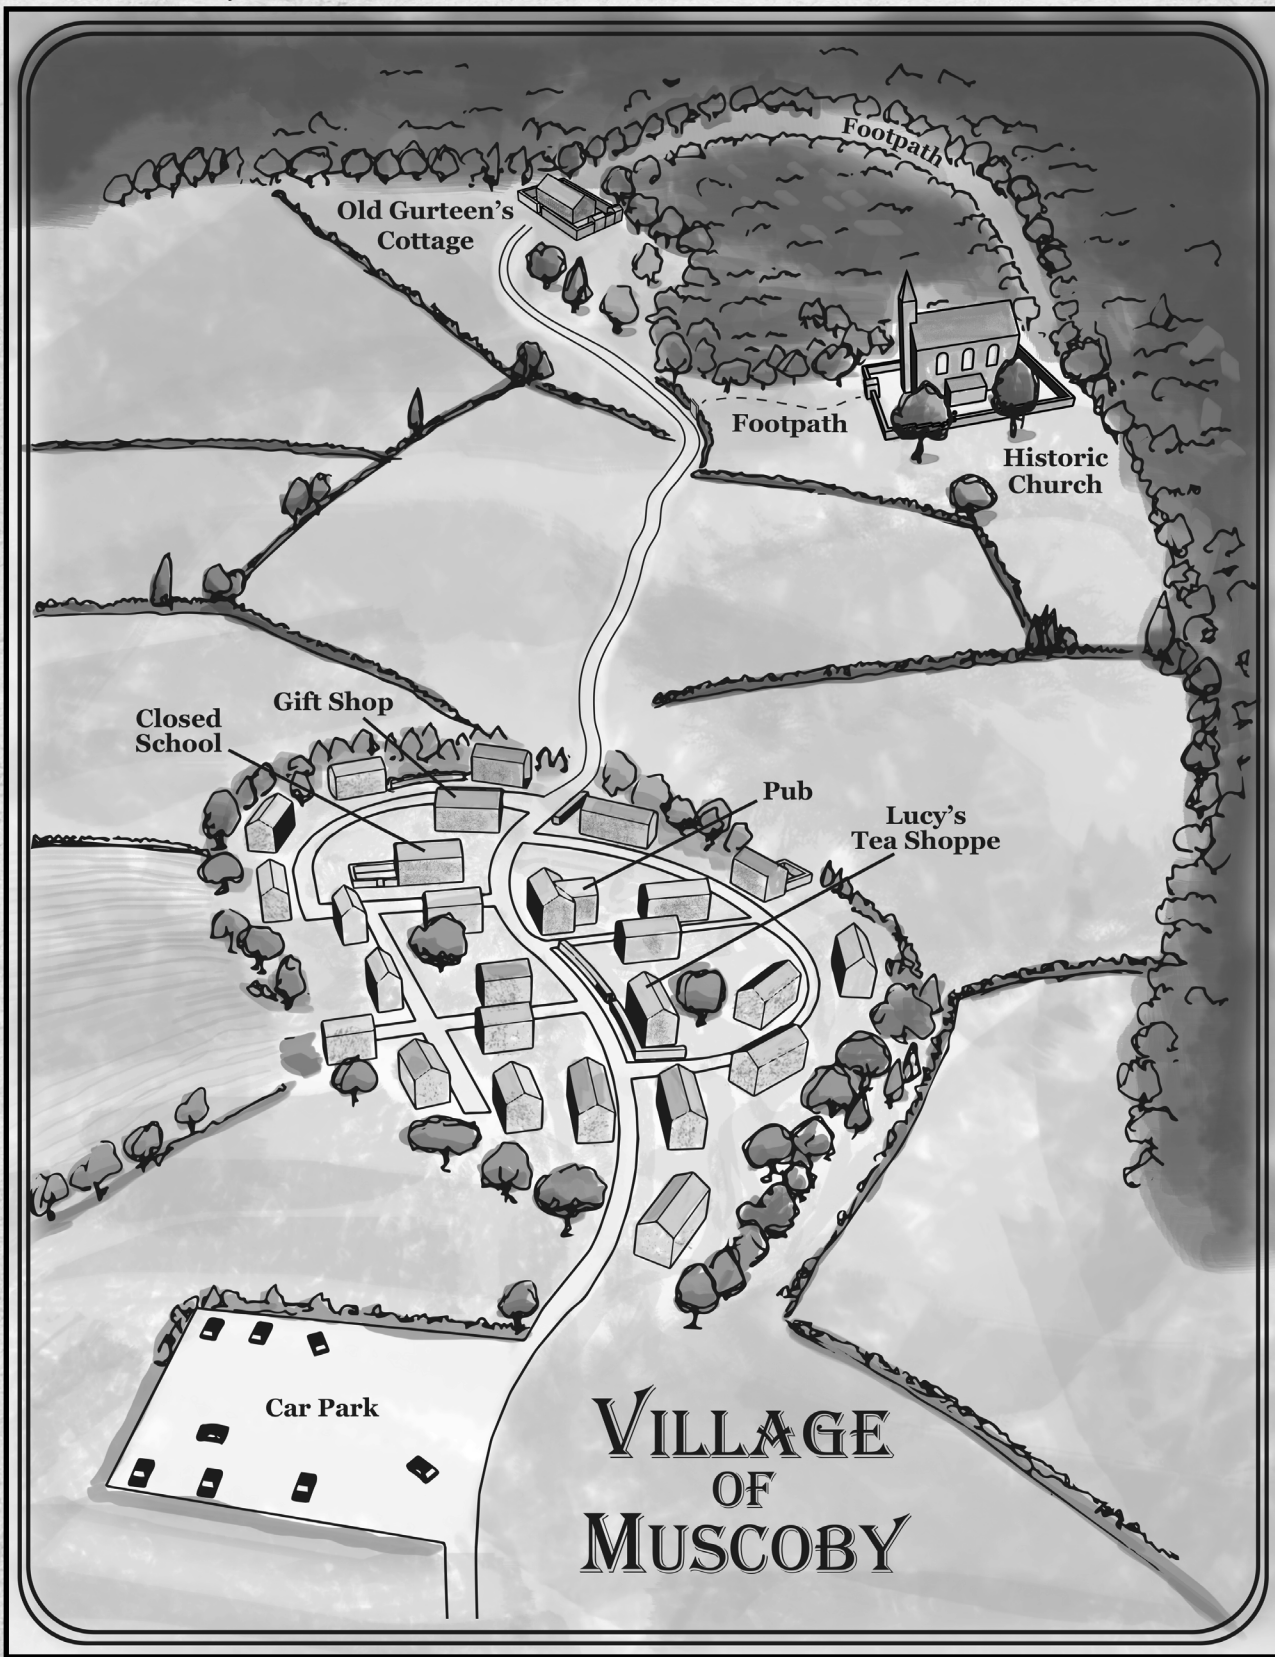 Footpath
Old Gurteen's
Cottage
Footpath
Historic
Church
Gift Shop
Closed
School
Pub
Lucy's
Tea Shoppe
Car Park
VILLAGE
OF
MUSCOBY